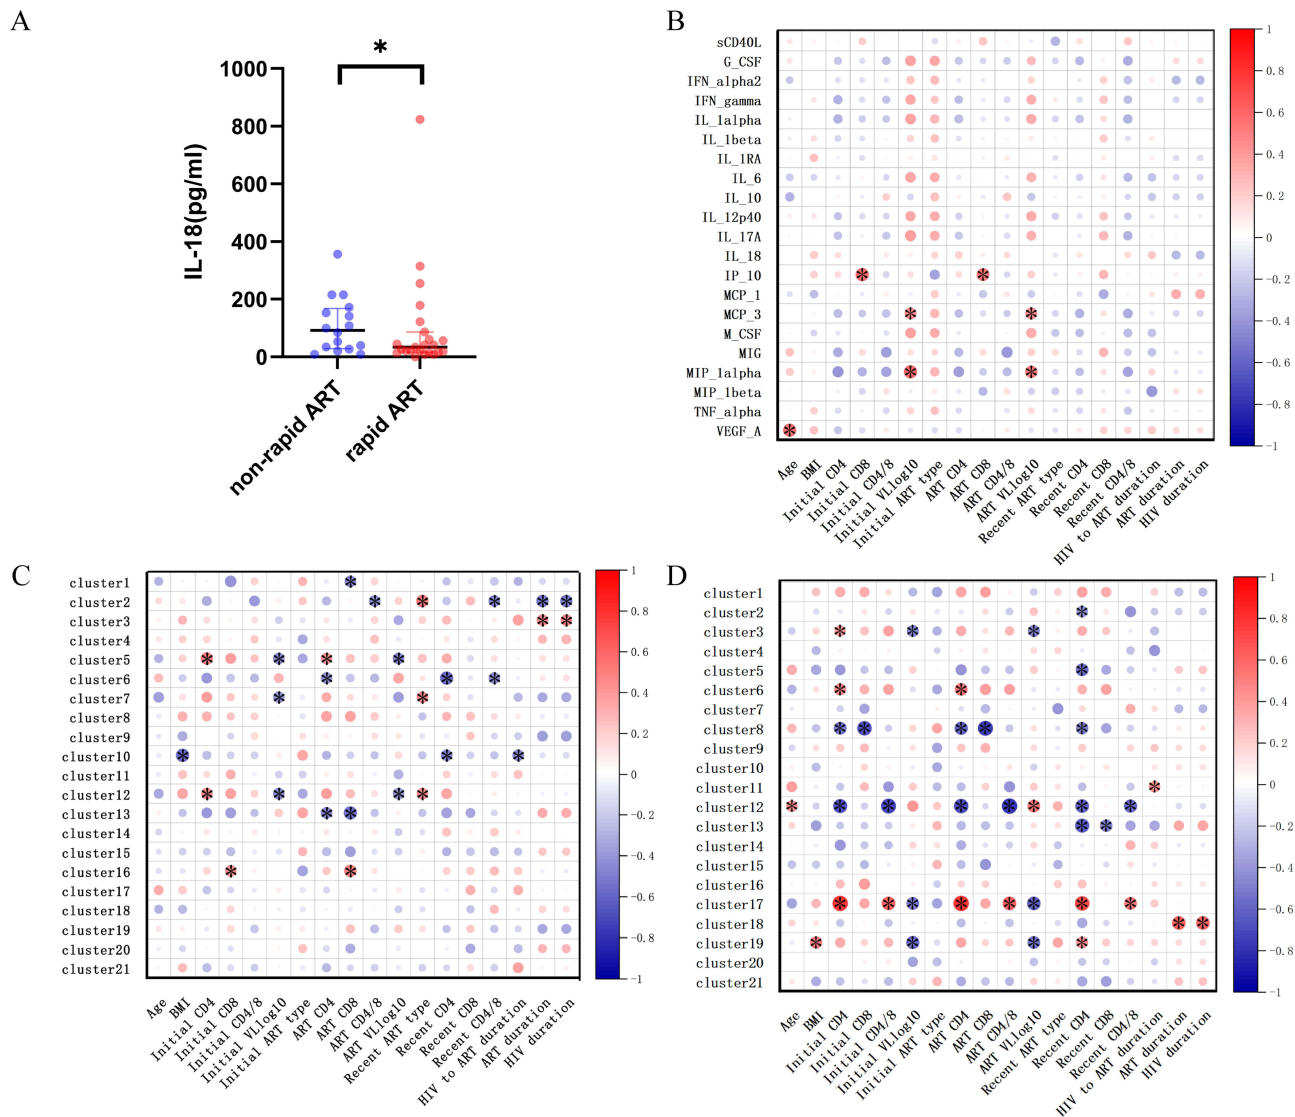 A
*
IL-18(pg/ml)
1000
800
600
400
200
0
non-rapid ART
rapid ART
B
sCD40L
G_CSF
IFN_alpha2
IFN_gamma
IL_1alpha
IL_1beta
IL_1RA
IL_6
IL_10
IL_12p40
IL_17A
IL_18
IP_10
MCP_1
MCP_3
M_CSF
MIG
MIP_1alpha
MIP_1beta
TNF_alpha
VEGF_A
Age
BMI
Initial CD4
Initial CD8
Initial CD4/8
Initial VLlog10
Initial ART type
ART CD4
ART CD8
ART CD4/8
ART VLlog10
Recent ART type
Recent CD4
Recent CD8
Recent CD4/8
HIV to ART duration
ART duration
HIV duration
1
0.8
0.6
0.4
0.2
0
-0.2
-0.4
-0.6
-0.8
-1
C
cluster1
cluster2
cluster3
cluster4
cluster5
cluster6
cluster7
cluster8
cluster9
cluster10
cluster11
cluster12
cluster13
cluster14
cluster15
cluster16
cluster17
cluster18
cluster19
cluster20
cluster21
Age
BMI
Initial CD4
Initial CD8
Initial CD4/8
Initial VLlog10
Initial ART type
ART CD4
ART CD8
ART CD4/8
ART VLlog10
Recent ART type
Recent CD4
Recent CD8
Recent CD4/8
HIV to ART duration
ART duration
HIV duration
1
0.8
0.6
0.4
0.2
0
-0.2
-0.4
-0.6
-0.8
-1
D
cluster1
cluster2
cluster3
cluster4
cluster5
cluster6
cluster7
cluster8
cluster9
cluster10
cluster11
cluster12
cluster13
cluster14
cluster15
cluster16
cluster17
cluster18
cluster19
cluster20
cluster21
Age
BMI
Initial CD4
Initial CD8
Initial CD4/8
Initial VLlog10
Initial ART type
ART CD4
ART CD8
ART CD4/8
ART VLlog10
Recent ART type
Recent CD4
Recent CD8
Recent CD4/8
HIV to ART duration
ART duration
HIV duration
1
0.8
0.6
0.4
0.2
0
-0.2
-0.4
-0.6
-0.8
-1